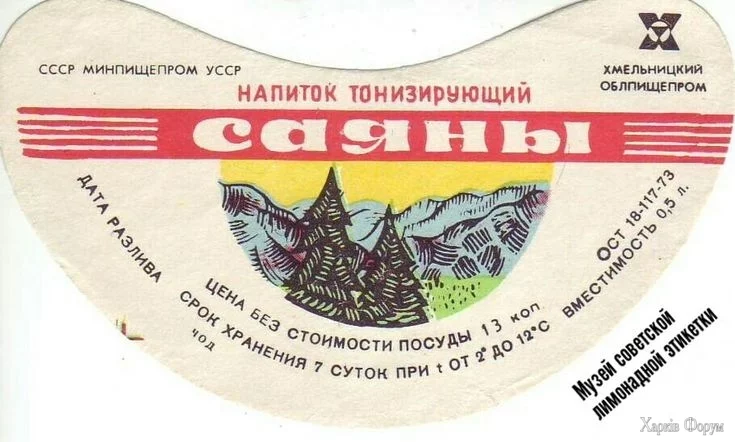 СССР МИНПИЩЕПРОМ УССР
ХМЕЛЬНИЦКИЙ
ОБЛПИЩЕПРОМ
НАПИТОК ТОНИЗИРУЮЩИЙ
саяны
ДАТА РАЗЛИВА
ЦЕНА БЕЗ СТОИМОСТИ ПОСУДЫ 13 коп
СРОК ХРАНЕНИЯ 7 СУТОК ПРИ t ОТ 2° ДО 12°С
ОСТ 18-117-73
ВМЕСТИМОСТЬ 0,5 л.
чод
Музей советской
лимонадной этикетки
Харків Форум